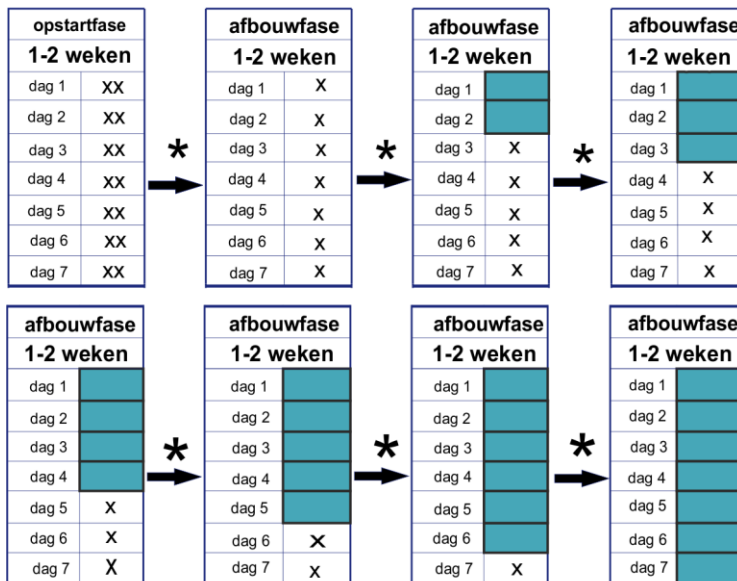 opstartfase
1-2 weken
dag 1 XX
dag 2 XX
dag 3 XX
dag 4 XX
dag 5 XX
dag 6 XX
dag 7 XX
*
afbouwfase
1-2 weken
dag 1 X
dag 2 X
dag 3 X
dag 4 X
dag 5 X
dag 6 X
dag 7 X
*
afbouwfase
1-2 weken
dag 1
dag 2
dag 3 X
dag 4 X
dag 5 X
dag 6 X
dag 7 X
*
afbouwfase
1-2 weken
dag 1
dag 2
dag 3
dag 4 X
dag 5 X
dag 6 X
dag 7 X
afbouwfase
1-2 weken
dag 1
dag 2
dag 3
dag 4
dag 5 X
dag 6 X
dag 7 X
*
afbouwfase
1-2 weken
dag 1
dag 2
dag 3
dag 4
dag 5
dag 6 X
dag 7 X
*
afbouwfase
1-2 weken
dag 1
dag 2
dag 3
dag 4
dag 5
dag 6
dag 7 X
*
afbouwfase
1-2 weken
dag 1
dag 2
dag 3
dag 4
dag 5
dag 6
dag 7